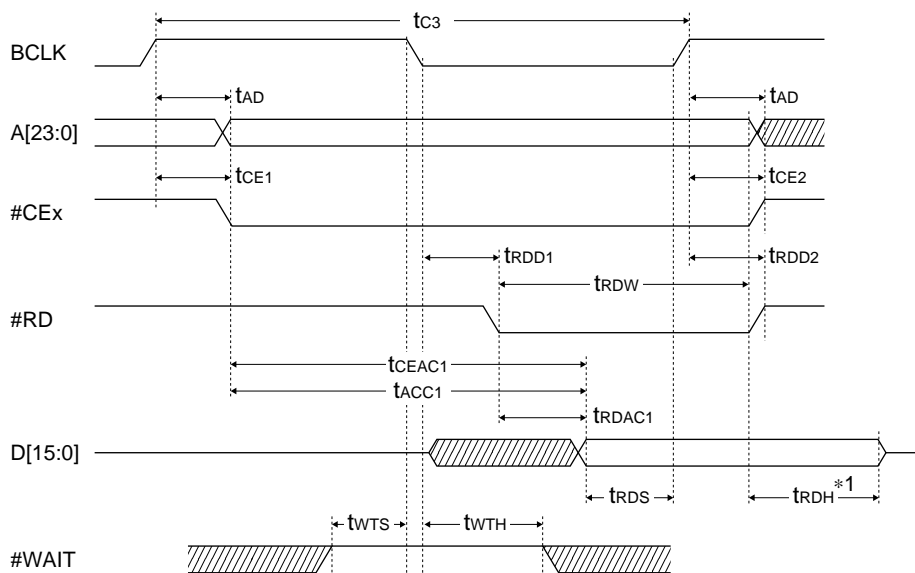 tC3
BCLK
tAD tAD
A[23:0]
tCE1 tCE2
#CEx
tRDD1 tRDD2
tRDW
#RD
tCEAC1
tACC1
tRDAC1
D[15:0]
tRDS tRDH*1
tWTS tWTH
#WAIT